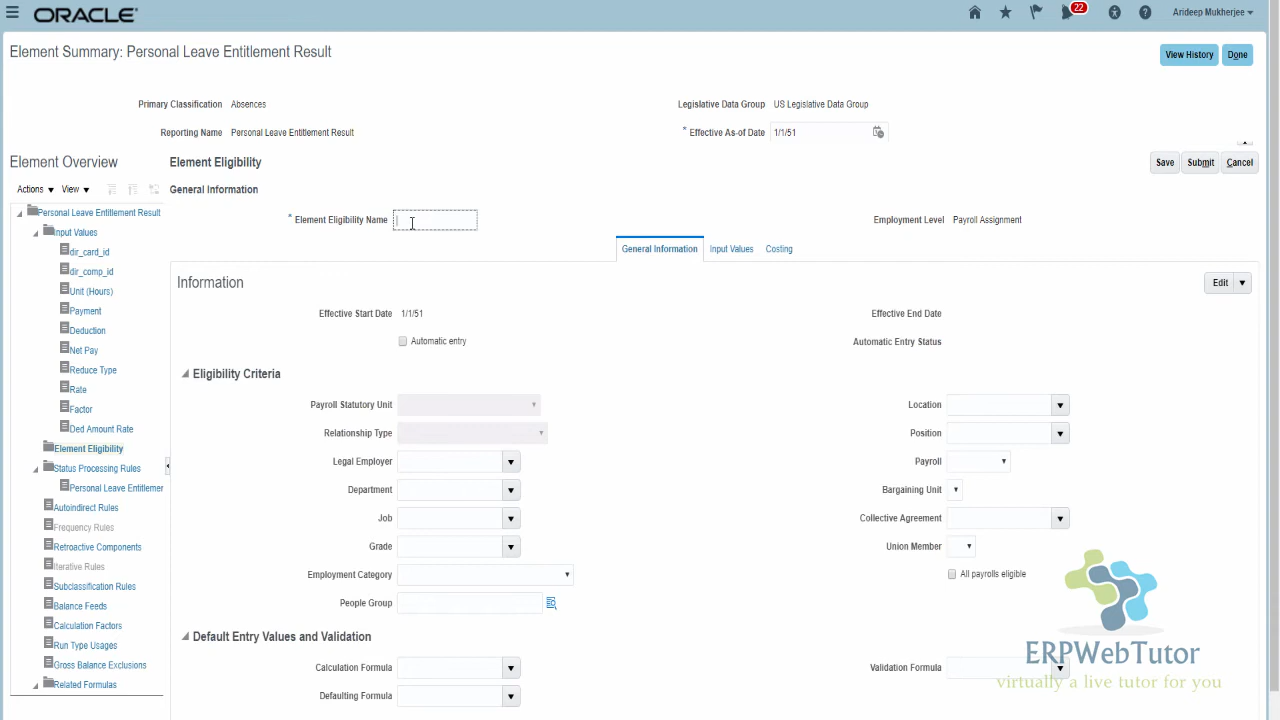 ORACLE
22
Ardeep Mukherjee
Element Summary: Personal Leave Entitlement Result
View History
Done
Primary Classification Absences
Legislative Data Group US Legislative Data Group
Reporting Name Personal Leave Entitlement Result
* Effective As-of Date 1/1/51
Element Overview
Element Eligibility
Save Submit Cancel
Actions View
General Information
Personal Leave Entitlement Result
* Element Eligibility Name
Employment Level Payroll Assignment
Input Values
General Information Input Values Costing
dir_card_id
dir_comp_id
Unit (Hours)
Payment
Deduction
Net Pay
Reduce Type
Rate
Factor
Ded Amount Rate
Element Eligibility
Status Processing Rules
Personal Leave Entitlemer
Autoindirect Rules
Frequency Rules
Retroactive Components
Iterative Rules
Subclassification Rules
Balance Feeds
Calculation Factors
Run Type Usages
Gross Balance Exclusions
Related Formulas
Information
Edit
Effective Start Date 1/1/51
Effective End Date
Automatic entry
Automatic Entry Status
Eligibility Criteria
Payroll Statutory Unit
Location
Relationship Type
Position
Legal Employer
Payroll
Department
Bargaining Unit
Job
Collective Agreement
Grade
Union Member
Employment Category
All payrolls eligible
People Group
Default Entry Values and Validation
Calculation Formula
Validation Formula
Defaulting Formula
ERPWebTutor
virtually a live tutor for you